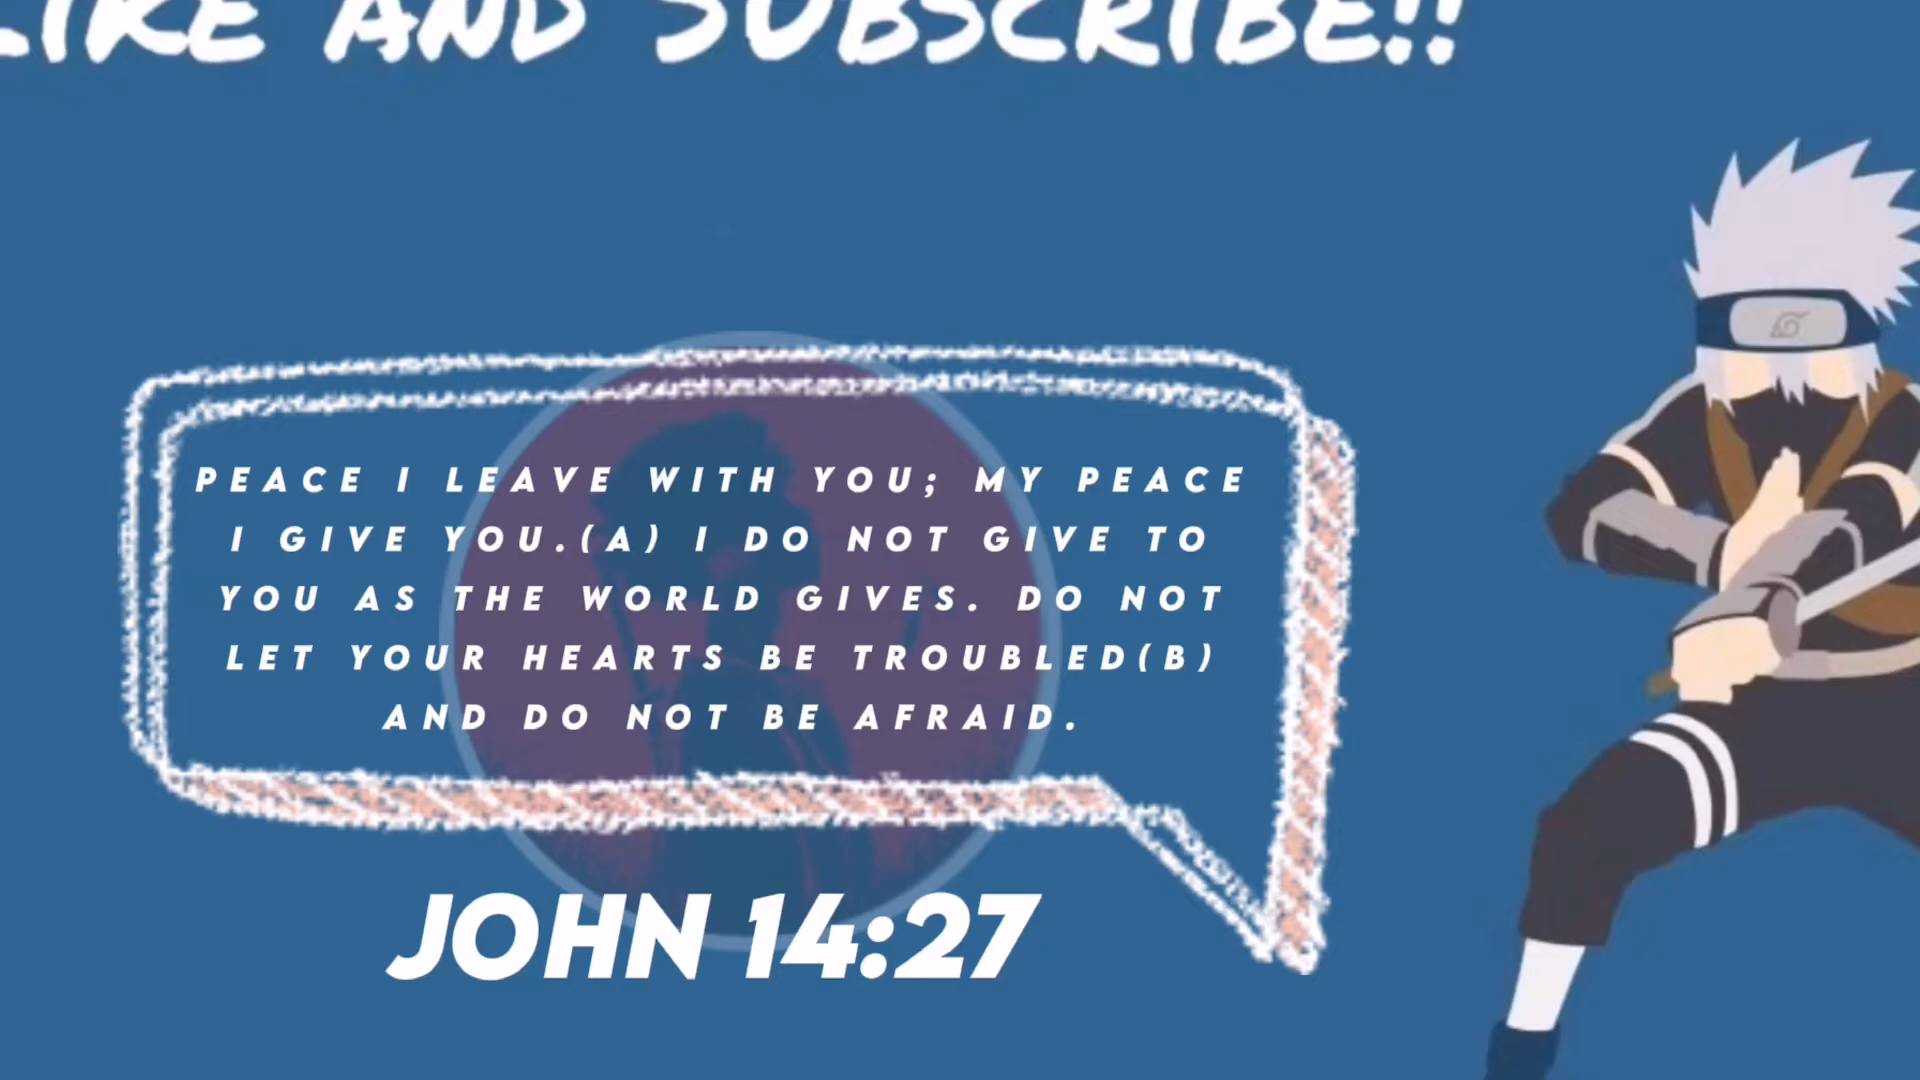 LIKE AND SUBSCRIBE!!
PEACE I LEAVE WITH YOU; MY PEACE
I GIVE YOU.(A) I DO NOT GIVE TO
YOU AS THE WORLD GIVES. DO NOT
LET YOUR HEARTS BE TROUBLED(B)
AND DO NOT BE AFRAID.
JOHN 14:27